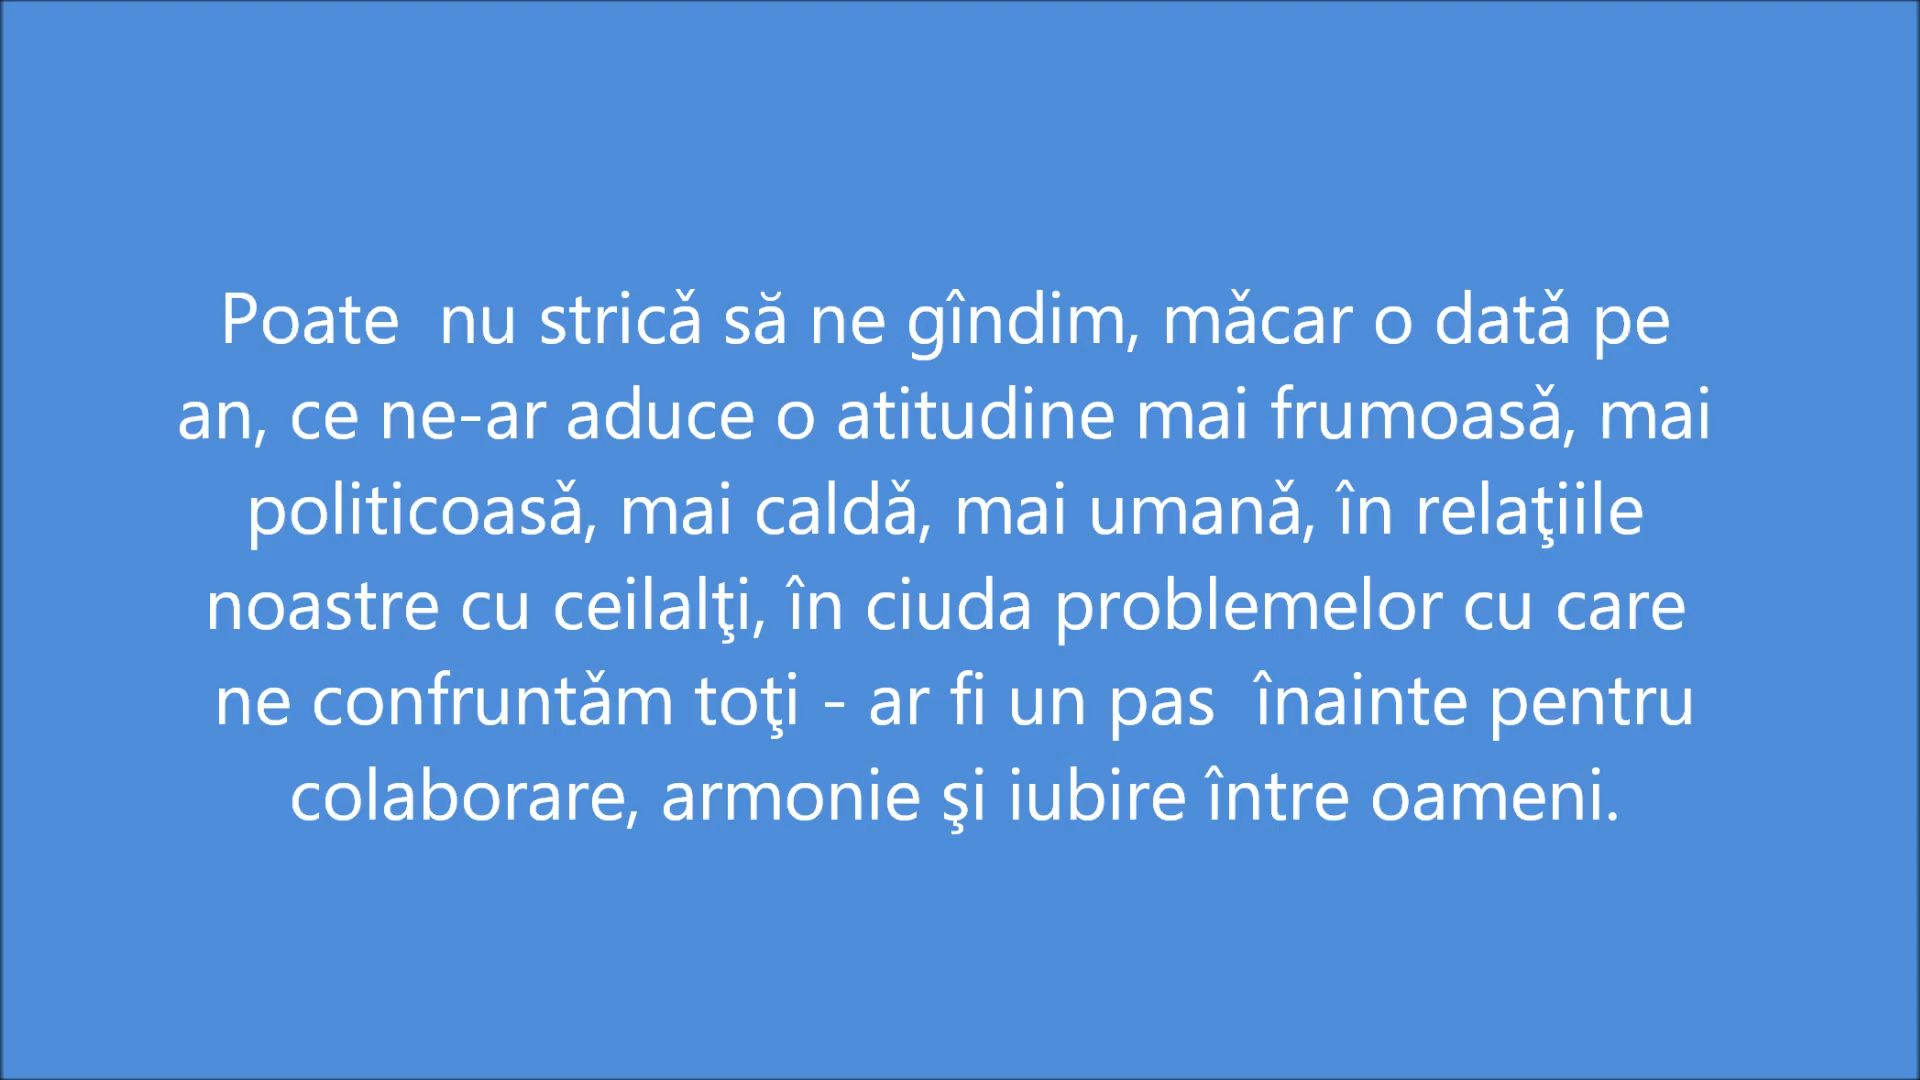 Poate  nu strică să ne gîndim, măcar o dată pe
an, ce ne-ar aduce o atitudine mai frumoasă, mai
politicoasă, mai caldă, mai umană, în relaţiile
noastre cu ceilalţi, în ciuda problemelor cu care
ne confruntăm toţi - ar fi un pas  înainte pentru
colaborare, armonie şi iubire între oameni.